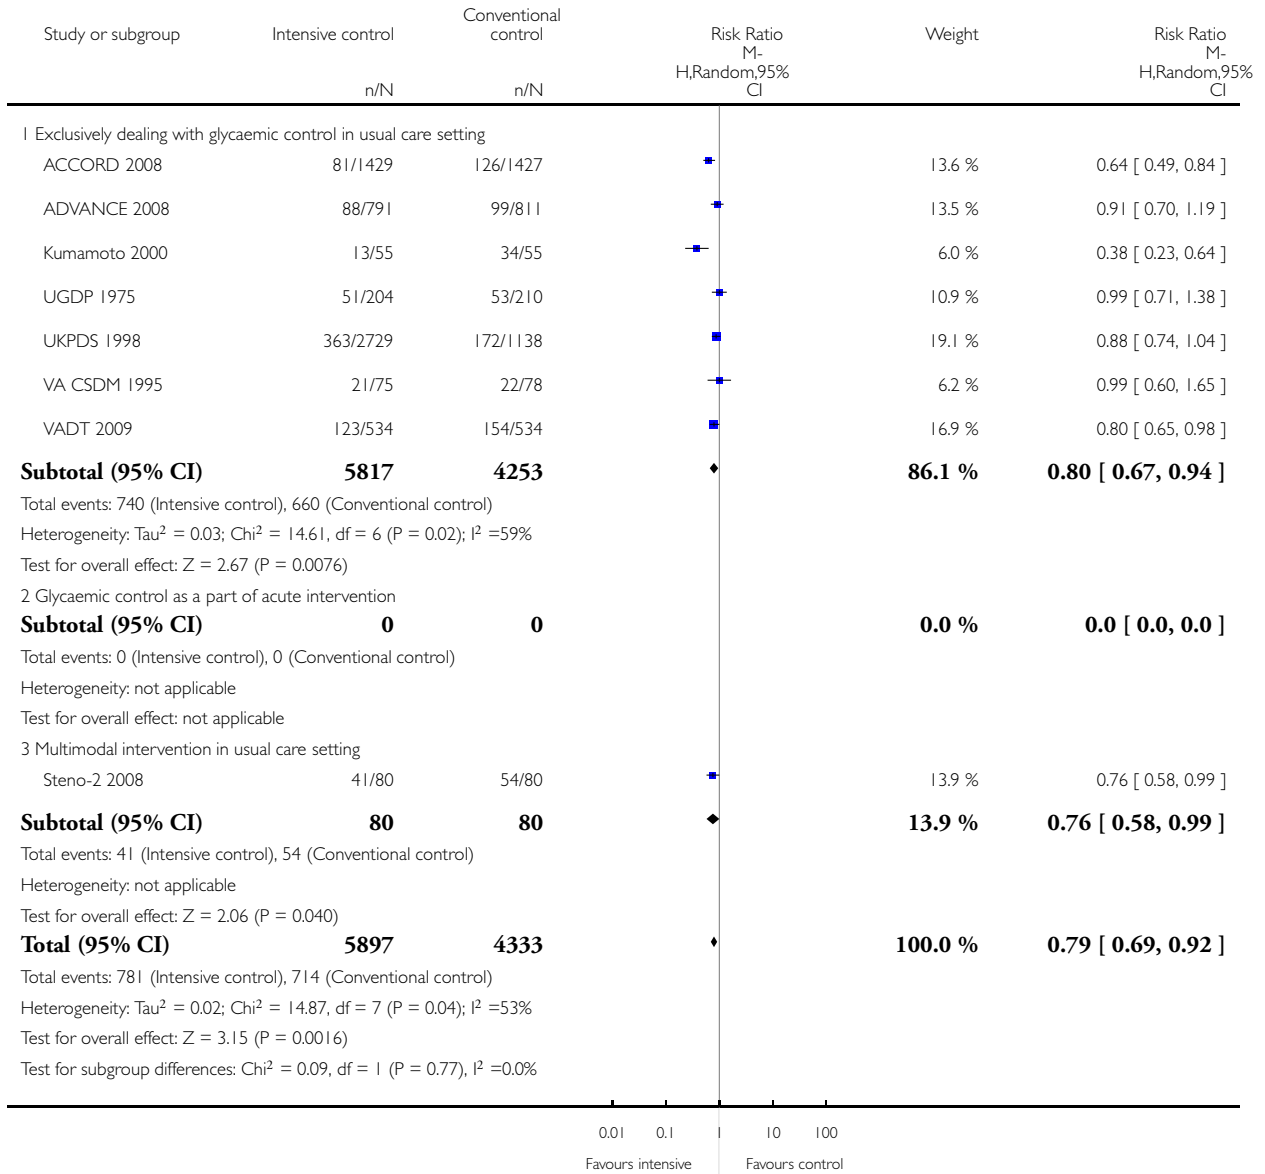 Study or subgroup Intensive control Conventional control Risk Ratio Weight Risk Ratio
n/N n/N M-H,Random,95% CI M-H,Random,95% CI
1 Exclusively dealing with glycaemic control in usual care setting
ACCORD 2008 81/1429 126/1427 13.6 % 0.64 [ 0.49, 0.84 ]
ADVANCE 2008 88/791 99/811 13.5 % 0.91 [ 0.70, 1.19 ]
Kumamoto 2000 13/55 34/55 6.0 % 0.38 [ 0.23, 0.64 ]
UGDP 1975 51/204 53/210 10.9 % 0.99 [ 0.71, 1.38 ]
UKPDS 1998 363/2729 172/1138 19.1 % 0.88 [ 0.74, 1.04 ]
VA CSDM 1995 21/75 22/78 6.2 % 0.99 [ 0.60, 1.65 ]
VADT 2009 123/534 154/534 16.9 % 0.80 [ 0.65, 0.98 ]
Subtotal (95% CI) 5817 4253 86.1 % 0.80 [ 0.67, 0.94 ]
Total events: 740 (Intensive control), 660 (Conventional control)
Heterogeneity: Tau² = 0.03; Chi² = 14.61, df = 6 (P = 0.02); I² =59%
Test for overall effect: Z = 2.67 (P = 0.0076)
2 Glycaemic control as a part of acute intervention
Subtotal (95% CI) 0 0 0.0 % 0.0 [ 0.0, 0.0 ]
Total events: 0 (Intensive control), 0 (Conventional control)
Heterogeneity: not applicable
Test for overall effect: not applicable
3 Multimodal intervention in usual care setting
Steno-2 2008 41/80 54/80 13.9 % 0.76 [ 0.58, 0.99 ]
Subtotal (95% CI) 80 80 13.9 % 0.76 [ 0.58, 0.99 ]
Total events: 41 (Intensive control), 54 (Conventional control)
Heterogeneity: not applicable
Test for overall effect: Z = 2.06 (P = 0.040)
Total (95% CI) 5897 4333 100.0 % 0.79 [ 0.69, 0.92 ]
Total events: 781 (Intensive control), 714 (Conventional control)
Heterogeneity: Tau² = 0.02; Chi² = 14.87, df = 7 (P = 0.04); I² =53%
Test for overall effect: Z = 3.15 (P = 0.0016)
Test for subgroup differences: Chi² = 0.09, df = 1 (P = 0.77), I² =0.0%
0.01 0.1 1 10 100
Favours intensive Favours control